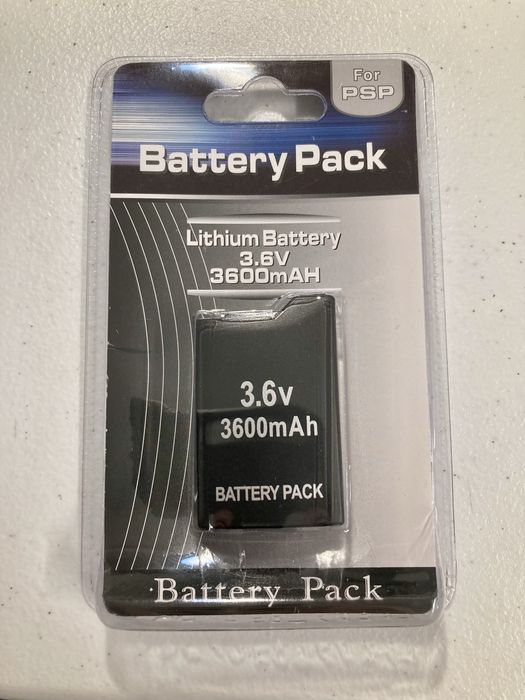 For
PSP
Battery Pack
Lithium Battery
3.6V
3600mAH
3.6v
3600mAh
BATTERY PACK
Battery Pack